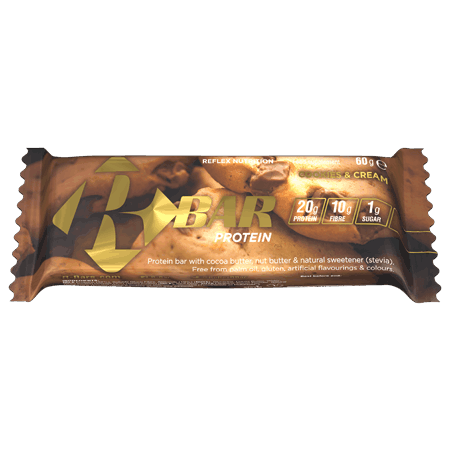 REFLEX NUTRITION
60g e
COOKIES & CREAM
R-BAR
PROTEIN
20g PROTEIN 10g FIBRE 1g SUGAR
Protein bar with cocoa butter, nut butter & natural sweetener (stevia).
Free from palm oil, gluten, artificial flavourings & colours.